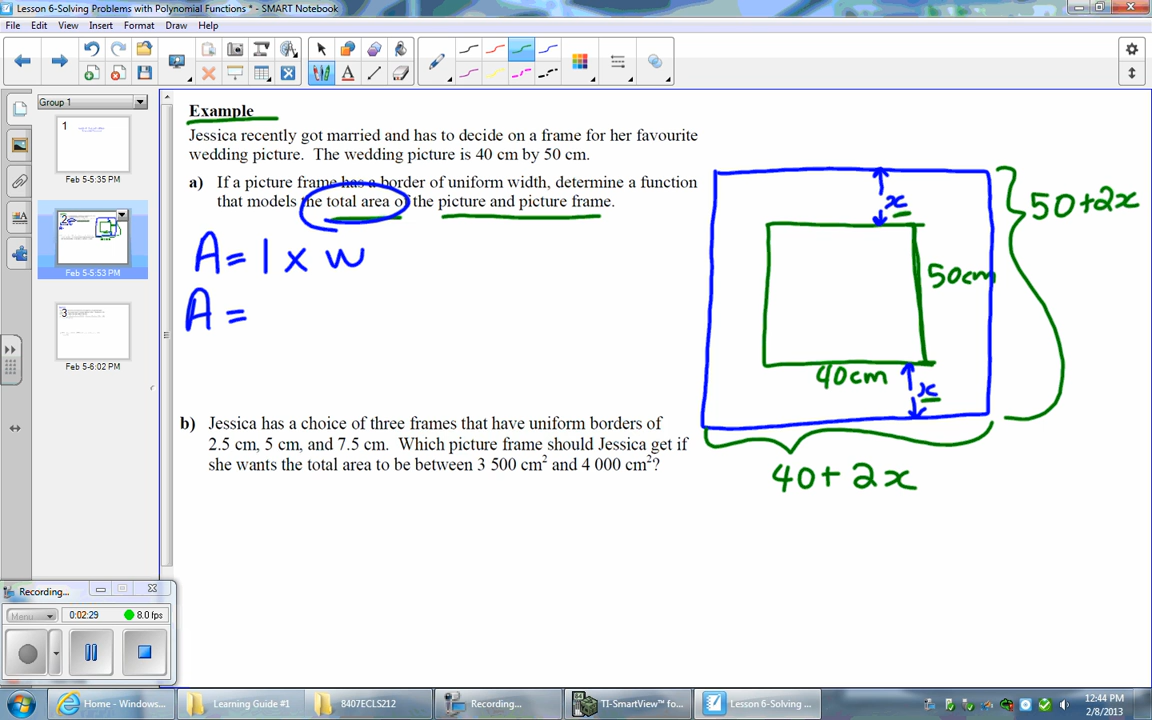 Lesson 6-Solving Problems with Polynomial Functions * - SMART Notebook
File Edit View Insert Format Draw Help
Group 1
1
Feb 5-5:35 PM
2
Feb 5-5:53 PM
3
Feb 5-6:02 PM
Example
Jessica recently got married and has to decide on a frame for her favourite
wedding picture. The wedding picture is 40 cm by 50 cm.
a) If a picture frame has a border of uniform width, determine a function
that models the total area of the picture and picture frame.
A = l x w
A =
x
50cm
40cm
x
50+2x
40+2x
b) Jessica has a choice of three frames that have uniform borders of
2.5 cm, 5 cm, and 7.5 cm. Which picture frame should Jessica get if
she wants the total area to be between 3 500 cm² and 4 000 cm²?
Recording...
Menu 0:02:29 8.0 fps
Home - Windows...
Learning Guide #1
8407ECLS212
Recording...
TI-SmartView™ fo...
Lesson 6-Solving ...
12:44 PM
2/8/2013